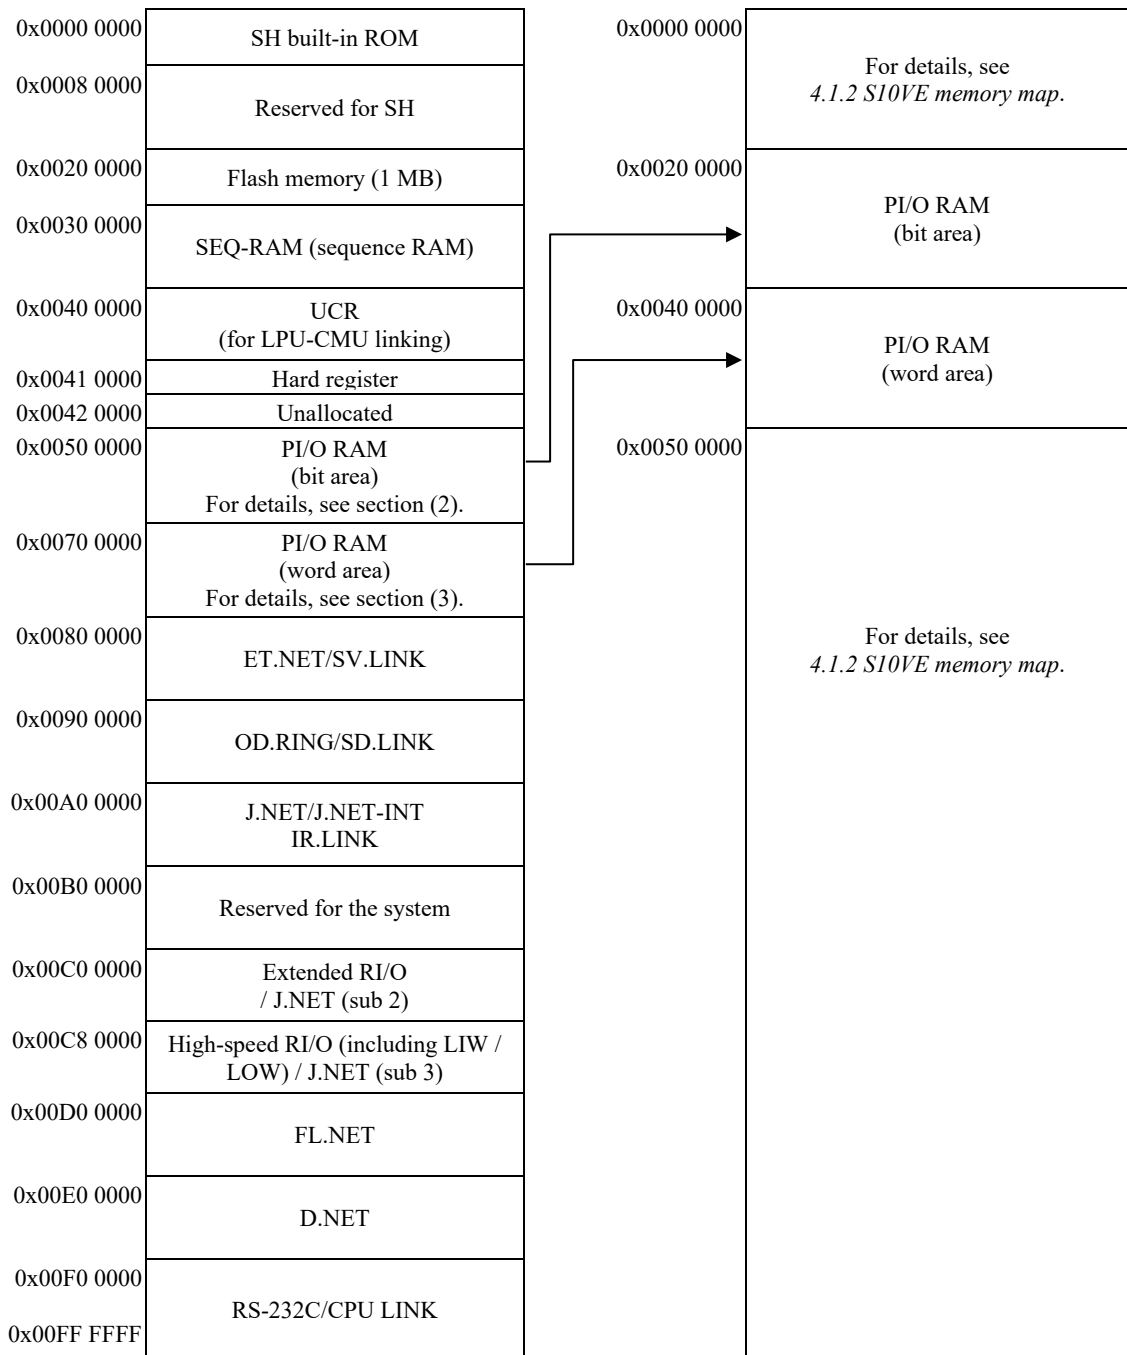 0x0000 0000
SH built-in ROM
0x0008 0000
Reserved for SH
0x0020 0000
Flash memory (1 MB)
0x0030 0000
SEQ-RAM (sequence RAM)
0x0040 0000
UCR
(for LPU-CMU linking)
0x0041 0000
Hard register
0x0042 0000
Unallocated
0x0050 0000
PI/O RAM
(bit area)
For details, see section (2).
0x0070 0000
PI/O RAM
(word area)
For details, see section (3).
0x0080 0000
ET.NET/SV.LINK
0x0090 0000
OD.RING/SD.LINK
0x00A0 0000
J.NET/J.NET-INT
IR.LINK
0x00B0 0000
Reserved for the system
0x00C0 0000
Extended RI/O
/ J.NET (sub 2)
0x00C8 0000
High-speed RI/O (including LIW /
LOW) / J.NET (sub 3)
0x00D0 0000
FL.NET
0x00E0 0000
D.NET
0x00F0 0000
RS-232C/CPU LINK
0x00FF FFFF
0x0000 0000
For details, see
4.1.2 S10VE memory map.
0x0020 0000
PI/O RAM
(bit area)
0x0040 0000
PI/O RAM
(word area)
0x0050 0000
For details, see
4.1.2 S10VE memory map.